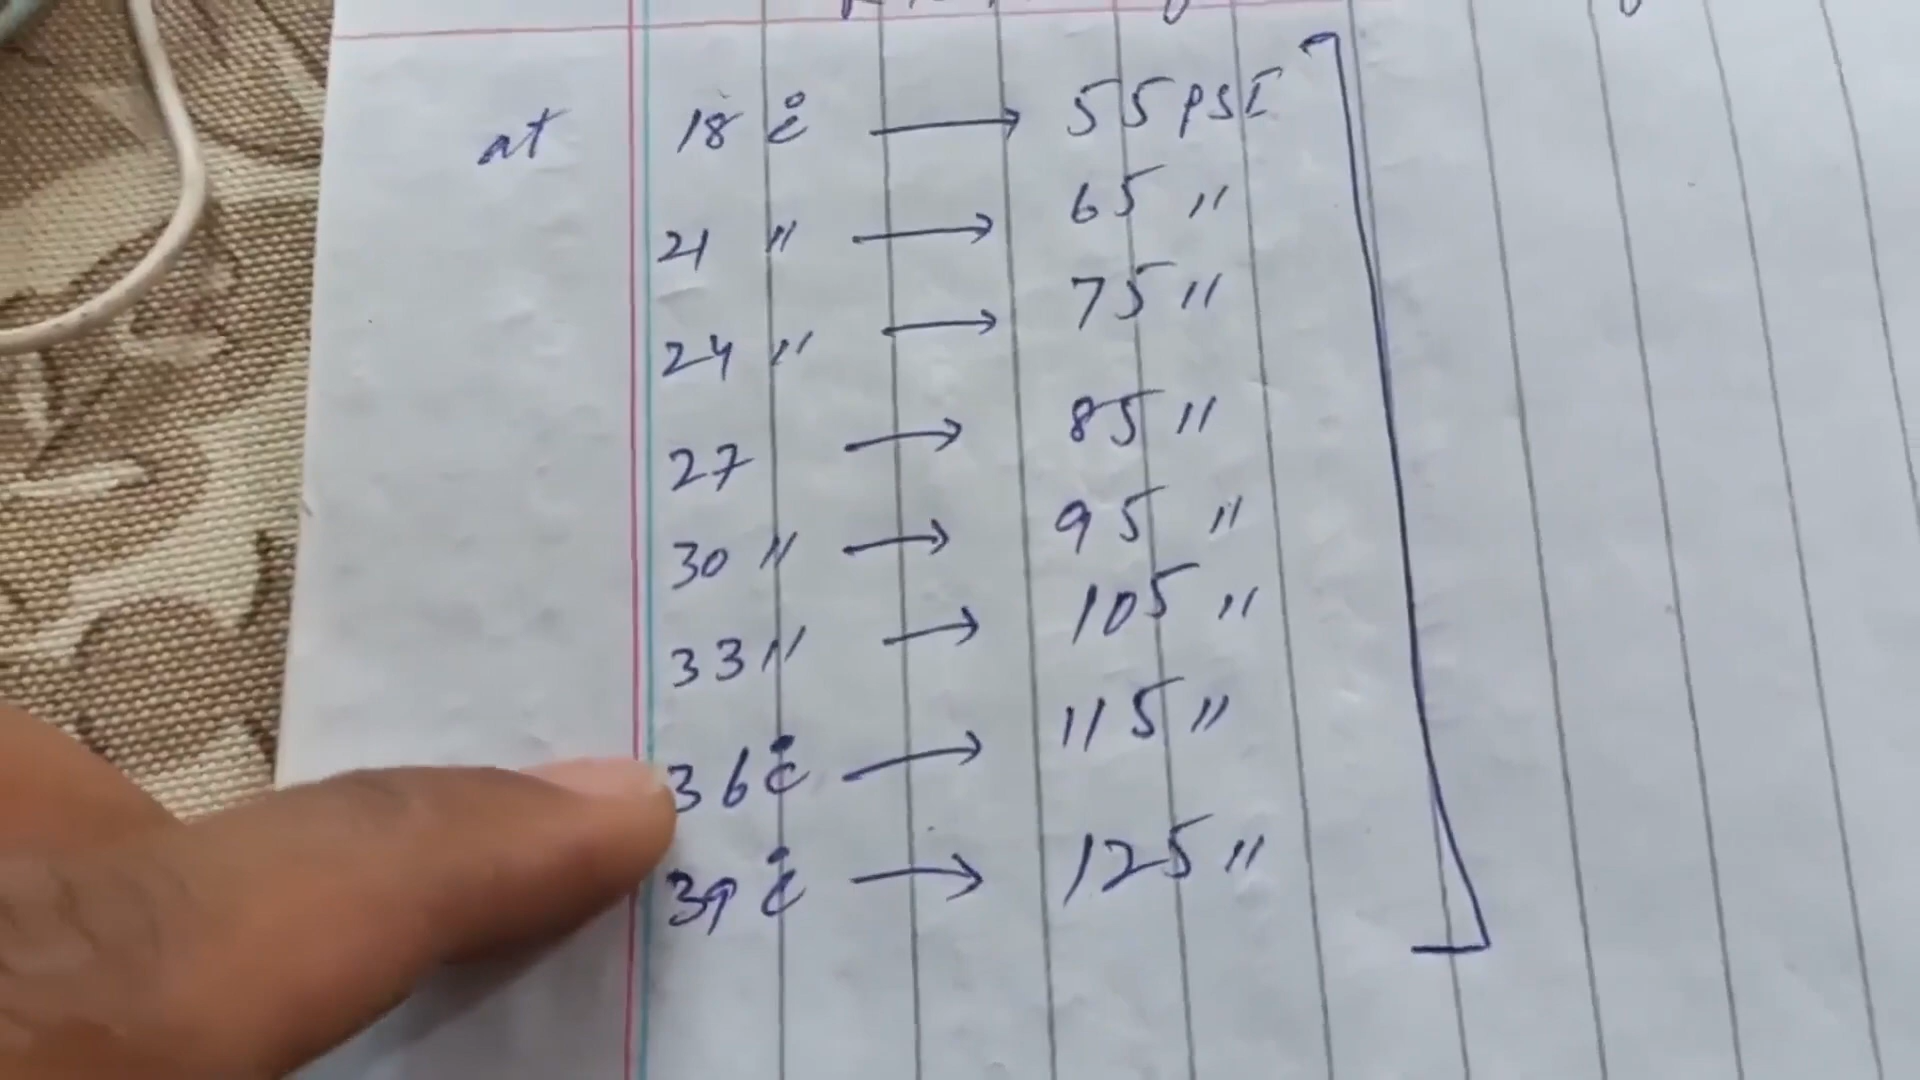 at 18 °c → 55 PSI
21 〃 → 65 〃
24 〃 → 75 〃
27 → 85 〃
30 〃 → 95 〃
33 〃 → 105 〃
36 °c → 115 〃
39 °c → 125 〃